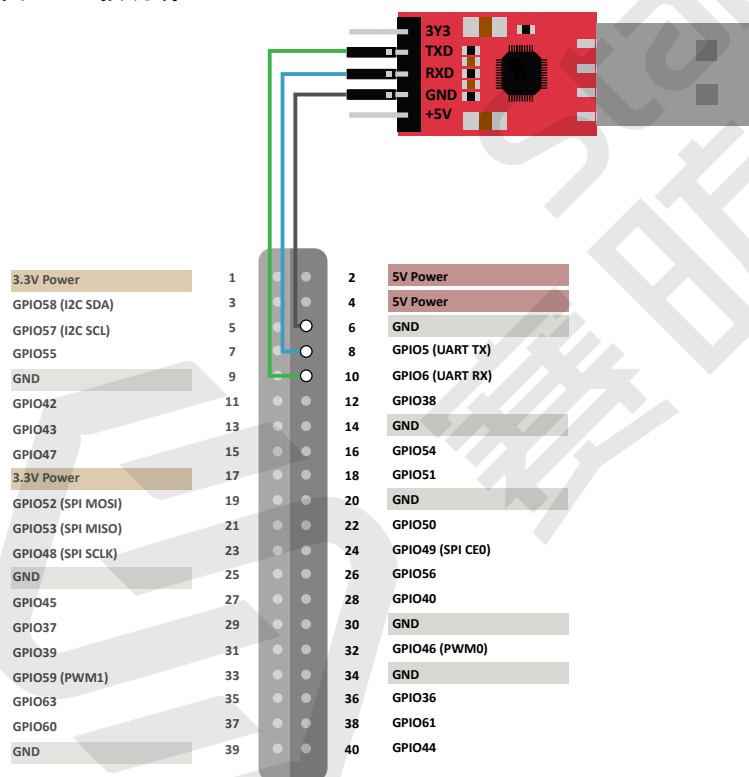 3Y3
TXD
RXD
GND
+5V
3.3V Power 1 2 5V Power
GPIO58 (I2C SDA) 3 4 5V Power
GPIO57 (I2C SCL) 5 6 GND
GPIO55 7 8 GPIO5 (UART TX)
GND 9 10 GPIO6 (UART RX)
GPIO42 11 12 GPIO38
GPIO43 13 14 GND
GPIO47 15 16 GPIO54
3.3V Power 17 18 GPIO51
GPIO52 (SPI MOSI) 19 20 GND
GPIO53 (SPI MISO) 21 22 GPIO50
GPIO48 (SPI SCLK) 23 24 GPIO49 (SPI CE0)
GND 25 26 GPIO56
GPIO45 27 28 GPIO40
GPIO37 29 30 GND
GPIO39 31 32 GPIO46 (PWM0)
GPIO59 (PWM1) 33 34 GND
GPIO63 35 36 GPIO36
GPIO60 37 38 GPIO61
GND 39 40 GPIO44